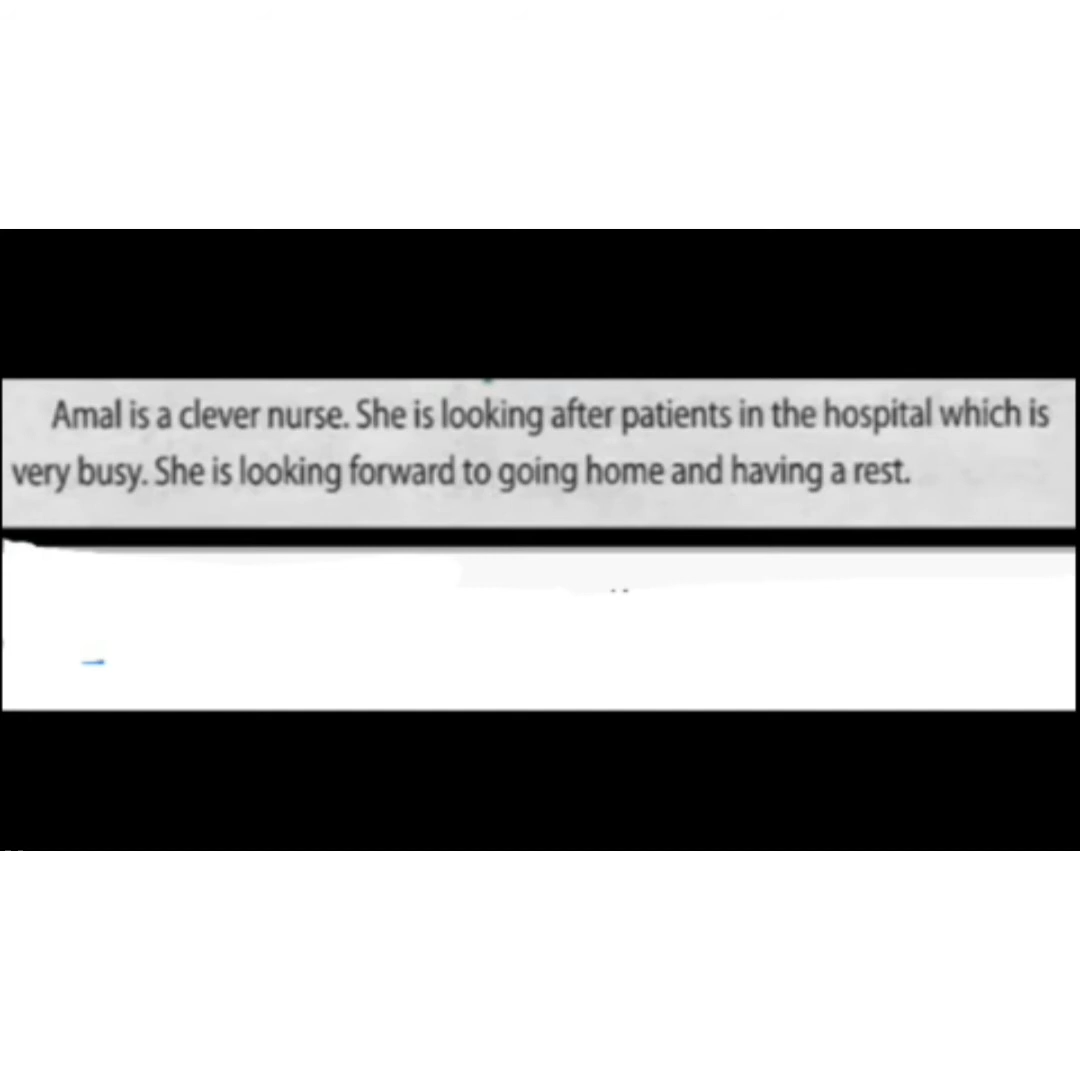 Amal is a clever nurse. She is looking after patients in the hospital which is
very busy. She is looking forward to going home and having a rest.